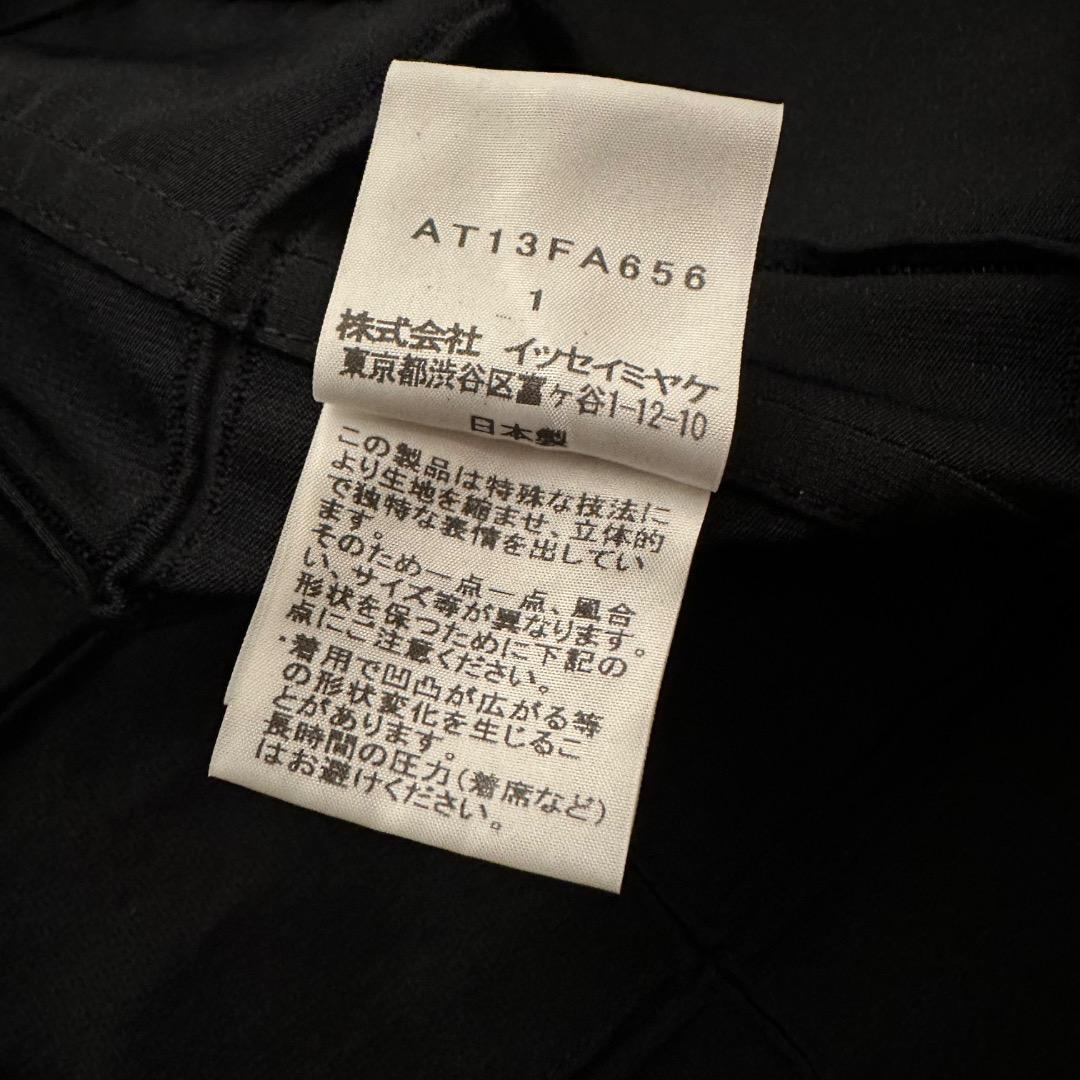 AT13FA656
1
株式会社 イッセイミヤケ
東京都渋谷区富ヶ谷1-12-10
日本製
この製品は特殊な技法に
より生地を縮ませ、立体的
で独特な表情を出してい
ます。
そのため一点一点、風合
い、サイズ等が異なります。
形状を保つために下記の
点にご注意ください。
・着用で凹凸が広がる等
の形状変化を生じるこ
とがあります。
長時間の圧力(着席など)
はお避けください。